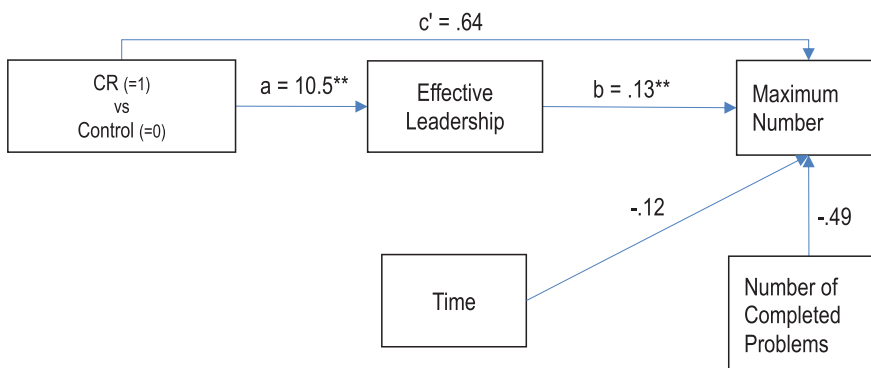 c' = .64
CR (=1)
vs
Control (=0)
a = 10.5**
Effective
Leadership
b = .13**
Maximum
Number
-.12
-.49
Time
Number of
Completed
Problems